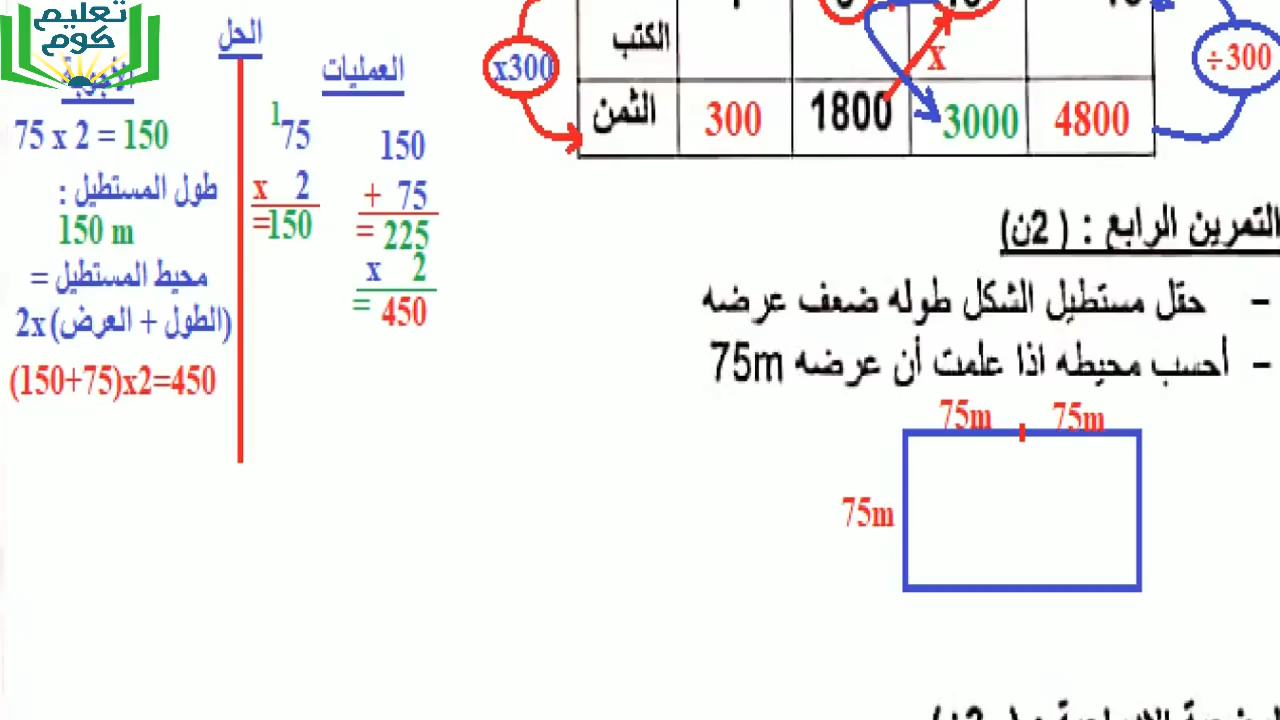 تعليم
كوم
الحل
العمليات
75 x 2 = 150
طول المستطيل :
150 m
محيط المستطيل =
2x (الطول + العرض)
(150+75)x2=450
1
75
x 2
=150
150
+ 75
= 225
x 2
= 450
x300
الكتب
÷300
x
الثمن 300 1800 3000 4800
التمرين الرابع : ( 2ن)
– حقل مستطيل الشكل طوله ضعف عرضه
– أحسب محيطه اذا علمت أن عرضه 75m
75m 75m
75m